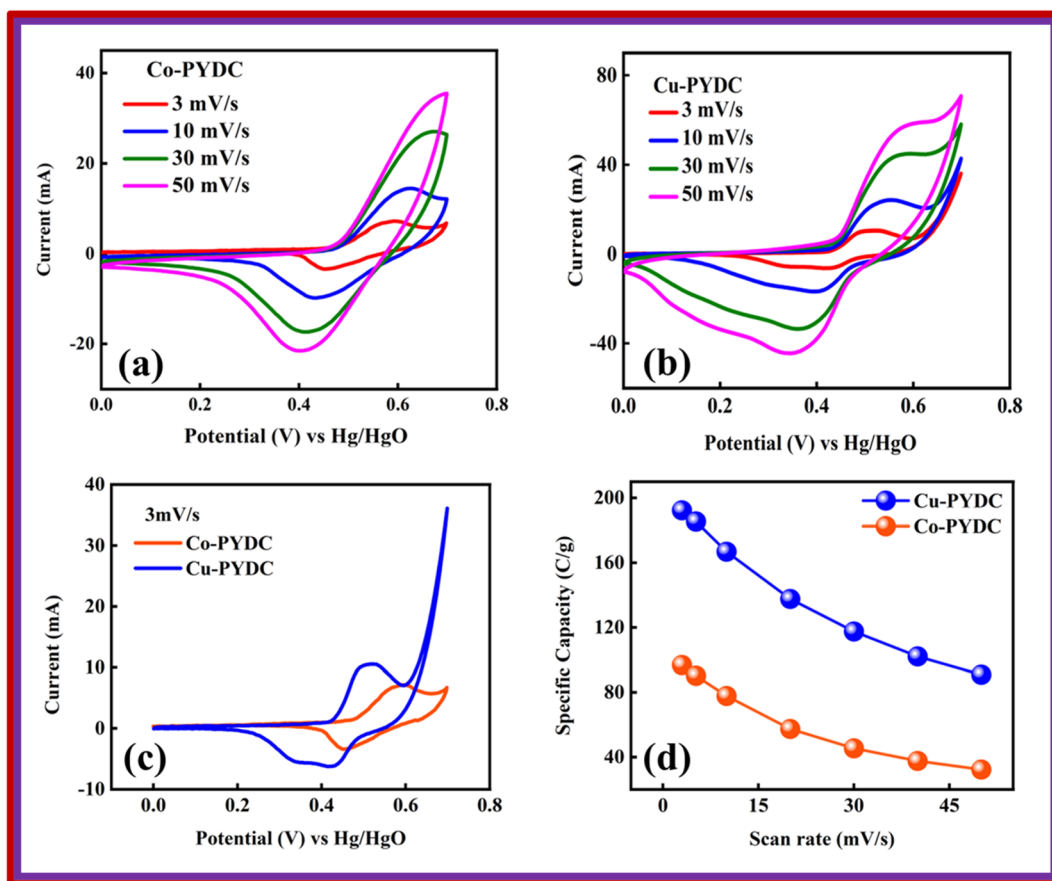 Co-PYDC
3 mV/s
10 mV/s
30 mV/s
50 mV/s
40
20
0
-20
Current (mA)
(a)
0.0 0.2 0.4 0.6 0.8
Potential (V) vs Hg/HgO
Cu-PYDC
3 mV/s
10 mV/s
30 mV/s
50 mV/s
80
40
0
-40
Current (mA)
(b)
0.0 0.2 0.4 0.6 0.8
Potential (V) vs Hg/HgO
3mV/s
Co-PYDC
Cu-PYDC
40
30
20
10
0
-10
Current (mA)
(c)
0.0 0.2 0.4 0.6 0.8
Potential (V) vs Hg/HgO
Cu-PYDC
Co-PYDC
200
160
120
80
40
Specific Capacity (C/g)
(d)
0 15 30 45
Scan rate (mV/s)